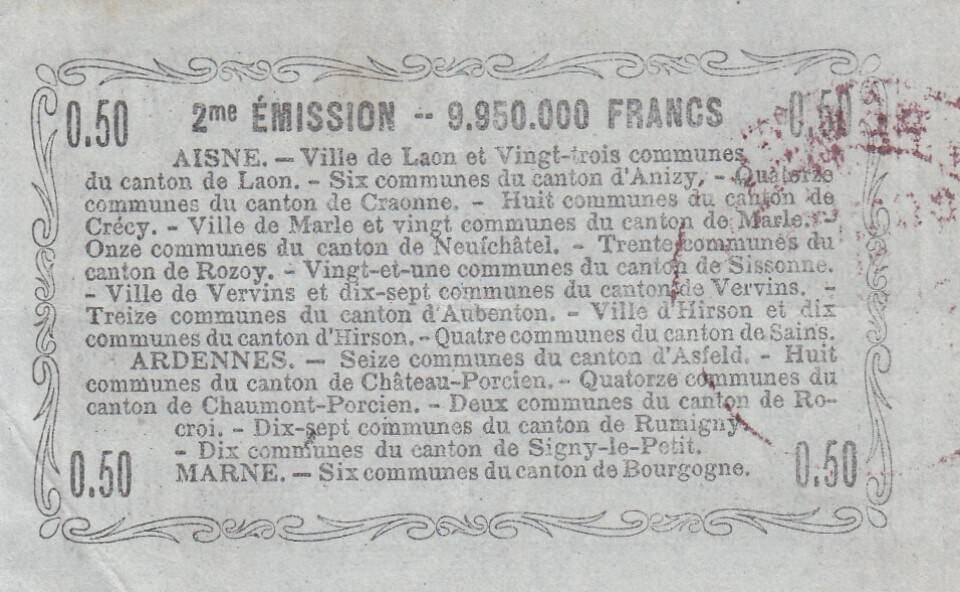 0.50 2me ÉMISSION -- 9.950.000 FRANCS 0.50
AISNE. — Ville de Laon et Vingt-trois communes
du canton de Laon. - Six communes du canton d'Anizy. - Quatorze
communes du canton de Craonne. - Huit communes du canton de
Crécy. - Ville de Marle et vingt communes du canton de Marle. -
Onze communes du canton de Neufchâtel. - Trente communes du
canton de Rozoy. - Vingt-et-une communes du canton de Sissonne.
- Ville de Vervins et dix-sept communes du canton de Vervins. -
Treize communes du canton d'Aubenton. - Ville d'Hirson et dix
communes du canton d'Hirson. - Quatre communes du canton de Sains.
ARDENNES. — Seize communes du canton d'Asfeld. - Huit
communes du canton de Château-Porcien. - Quatorze communes du
canton de Chaumont-Porcien. - Deux communes du canton de Ro-
croi. - Dix-sept communes du canton de Rumigny
- Dix communes du canton de Signy-le-Petit.
0.50 MARNE. — Six communes du canton de Bourgogne. 0.50